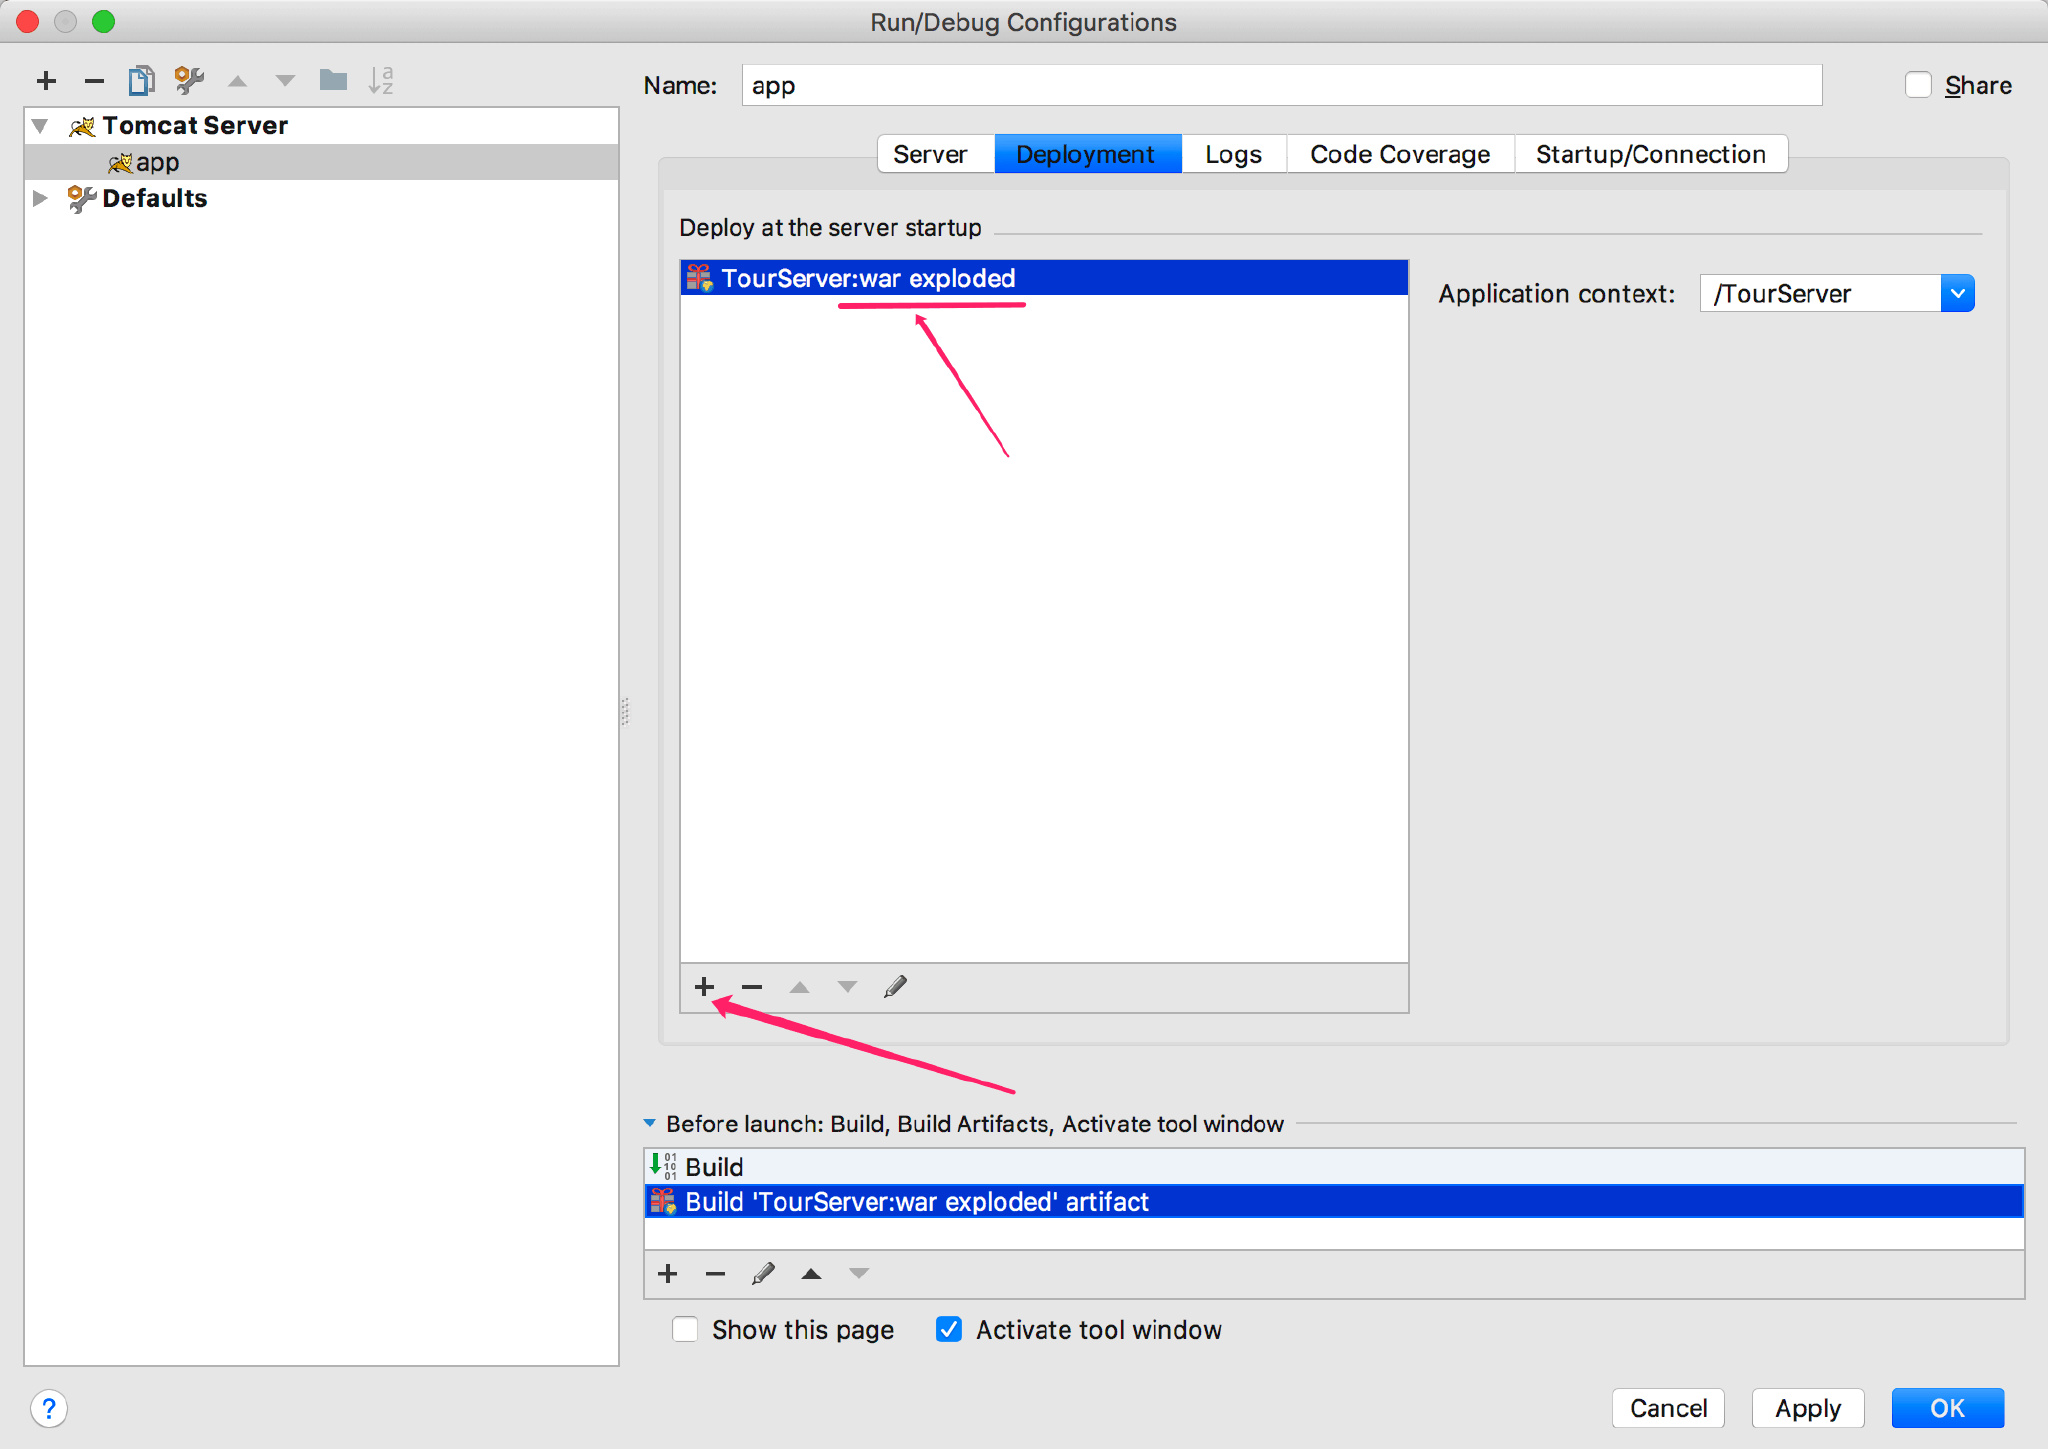 Run/Debug Configurations
Name: app Share
Tomcat Server
app
Defaults
Server Deployment Logs Code Coverage Startup/Connection
Deploy at the server startup
TourServer:war exploded
Application context: /TourServer
Before launch: Build, Build Artifacts, Activate tool window
Build
Build 'TourServer:war exploded' artifact
Show this page Activate tool window
? Cancel Apply OK